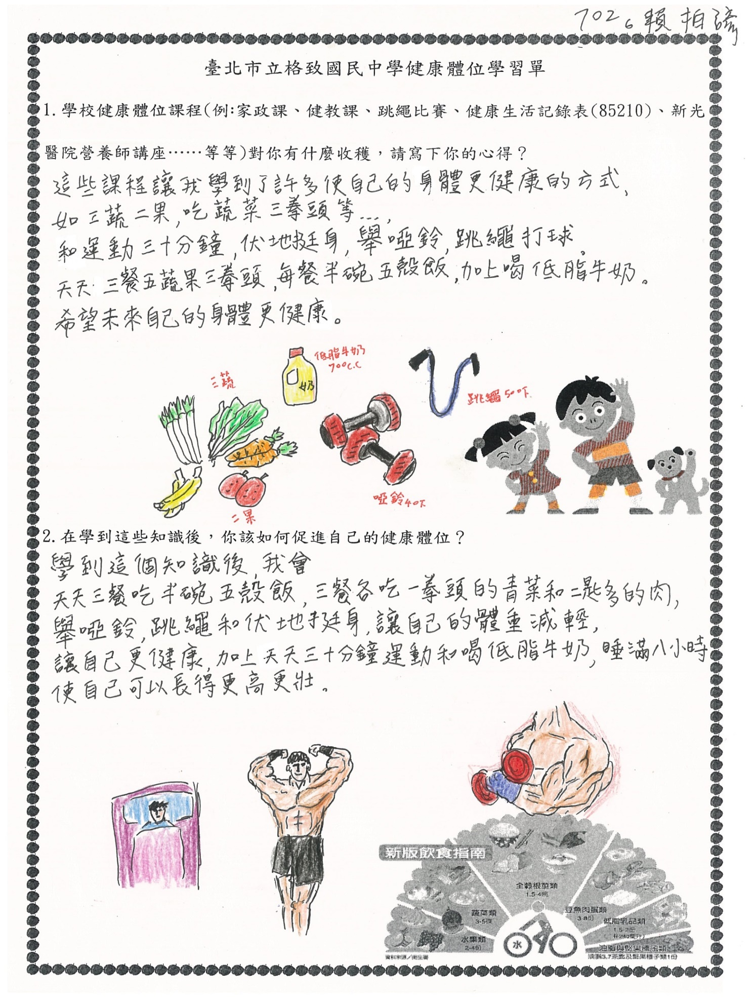 702 6 賴柏諺
臺北市立格致國民中學健康體位學習單
1. 學校健康體位課程(例:家政課、健教課、跳繩比賽、健康生活記錄表(85210)、新光
醫院營養師講座……等等)對你有什麼收穫，請寫下你的心得？
這些課程讓我學到了許多使自己的身體更健康的方式、
如三蔬二果,吃蔬菜三拳頭等…,
和運動三十分鐘,伏地挺身,舉啞鈴,跳繩打球。
天天三餐五蔬果三拳頭,每餐半碗五殼飯,加上喝低脂牛奶。
希望未來自己的身體更健康。
低脂牛奶
700c.c
三蔬
奶
跳繩500下
啞鈴40下
二果
2. 在學到這些知識後，你該如何促進自己的健康體位？
學到這個知識後,我會
天天三餐吃半碗五殼飯,三餐各吃一拳頭的青菜和二匙多的肉,
舉啞鈴,跳繩和伏地挺身,讓自己的體重減輕,
讓自己更健康,加上天天三十分鐘運動和喝低脂牛奶,睡滿八小時
使自己可以長得更高更壯。
新版飲食指南
全穀根莖類
1.5-4碗
豆魚肉蛋類
3-8份
蔬菜類
3-5碟
低脂乳品類
1.5-2杯
水果類
2-4份
水
油脂與堅果種子類
資料來源／衛生署
油脂3.7茶匙及堅果種子類1份